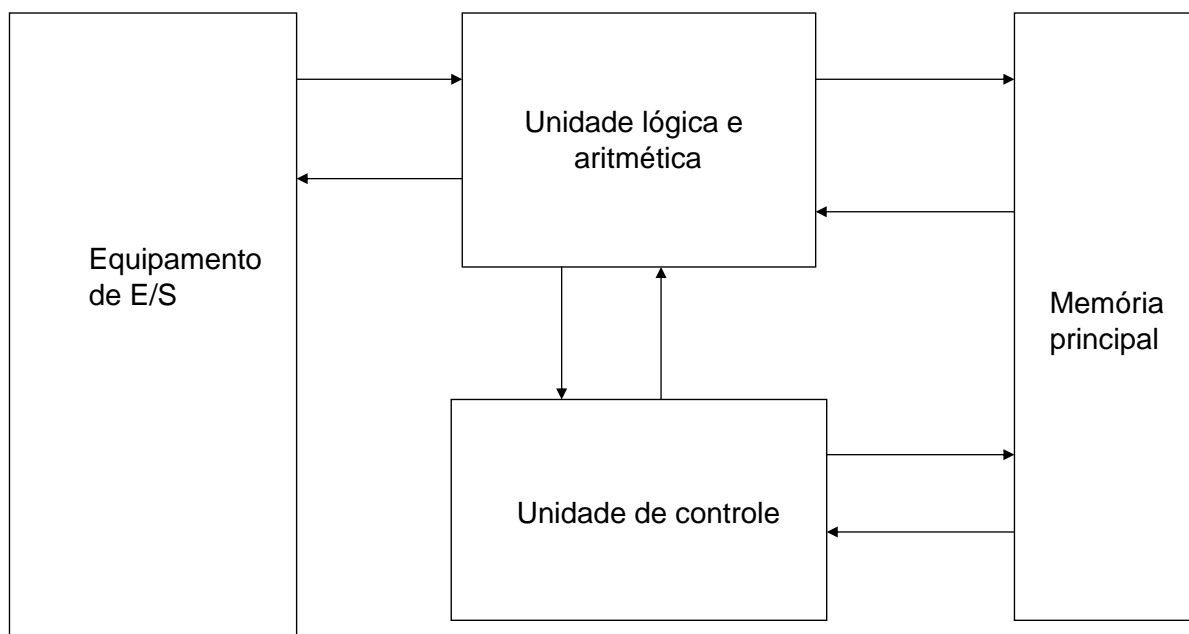 Equipamento
de E/S
Unidade lógica e
aritmética
Unidade de controle
Memória
principal